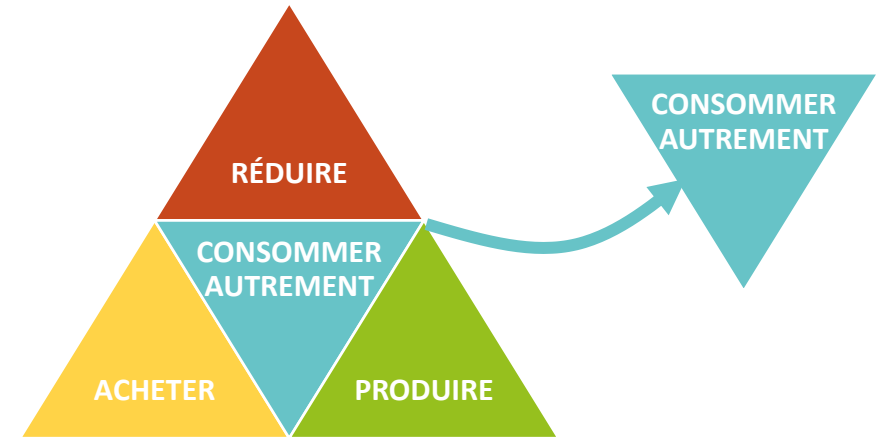 RÉDUIRE
CONSOMMER
AUTREMENT
ACHETER
PRODUIRE
CONSOMMER
AUTREMENT